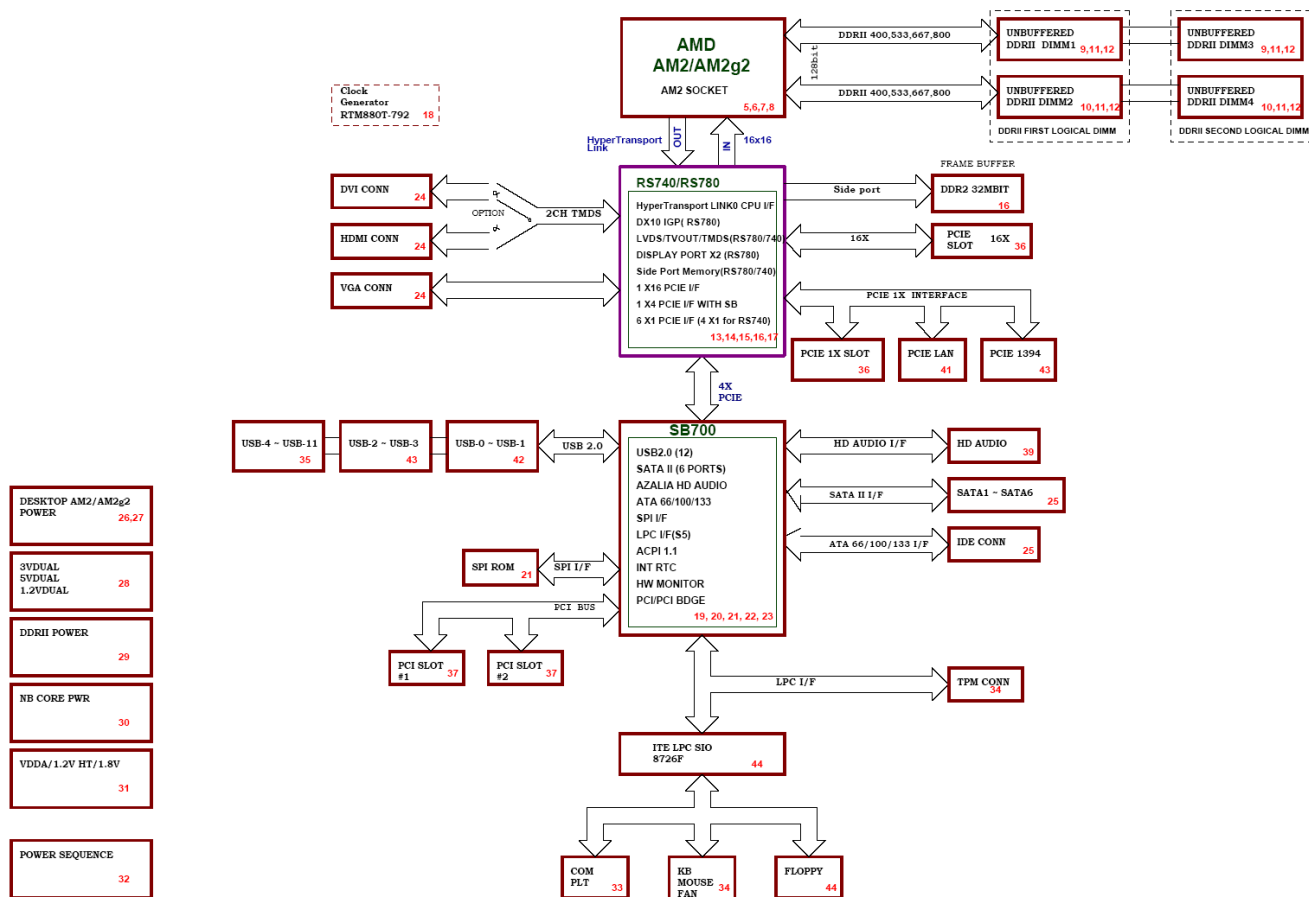 AMD
AM2/AM2g2
AM2 SOCKET
5,6,7,8
DDRII 400,533,667,800
128bit
DDRII 400,533,667,800
UNBUFFERED
DDRII DIMM1
9,11,12
UNBUFFERED
DDRII DIMM3
9,11,12
UNBUFFERED
DDRII DIMM2
10,11,12
UNBUFFERED
DDRII DIMM4
10,11,12
DDRII FIRST LOGICAL DIMM
DDRII SECOND LOGICAL DIMM
Clock
Generator
RTM880T-792
18
HyperTransport
Link
OUT
IN
16x16
RS740/RS780
HyperTransport LINK0 CPU I/F
DX10 IGP( RS780)
LVDS/TVOUT/TMDS(RS780/740
DISPLAY PORT X2 (RS780)
Side Port Memory(RS780/740)
1 X16 PCIE I/F
1 X4 PCIE I/F WITH SB
6 X1 PCIE I/F (4 X1 for RS740)
13,14,15,16,17
DVI CONN
24
OPTION
2CH TMDS
HDMI CONN
24
VGA CONN
24
FRAME BUFFER
Side port
DDR2 32MBIT
16
16X
PCIE
SLOT
16X
36
PCIE 1X INTERFACE
PCIE 1X SLOT
36
PCIE LAN
41
PCIE 1394
43
4X
PCIE
SB700
USB2.0 (12)
SATA II (6 PORTS)
AZALIA HD AUDIO
ATA 66/100/133
SPI I/F
LPC I/F(S5)
ACPI 1.1
INT RTC
HW MONITOR
PCI/PCI BDGE
19, 20, 21, 22, 23
USB-4 ~ USB-11
35
USB-2 ~ USB-3
43
USB-0 ~ USB-1
42
USB 2.0
HD AUDIO I/F
HD AUDIO
39
SATA II I/F
SATA1 ~ SATA6
25
ATA 66/100/133 I/F
IDE CONN
25
SPI ROM
21
SPI I/F
PCI BUS
PCI SLOT
#1
37
PCI SLOT
#2
37
LPC I/F
TPM CONN
34
ITE LPC SIO
8726F
44
COM
PLT
33
KB
MOUSE
FAN
34
FLOPPY
44
DESKTOP AM2/AM2g2
POWER
26,27
3VDUAL
5VDUAL
1.2VDUAL
28
DDRII POWER
29
NB CORE PWR
30
VDDA/1.2V HT/1.8V
31
POWER SEQUENCE
32